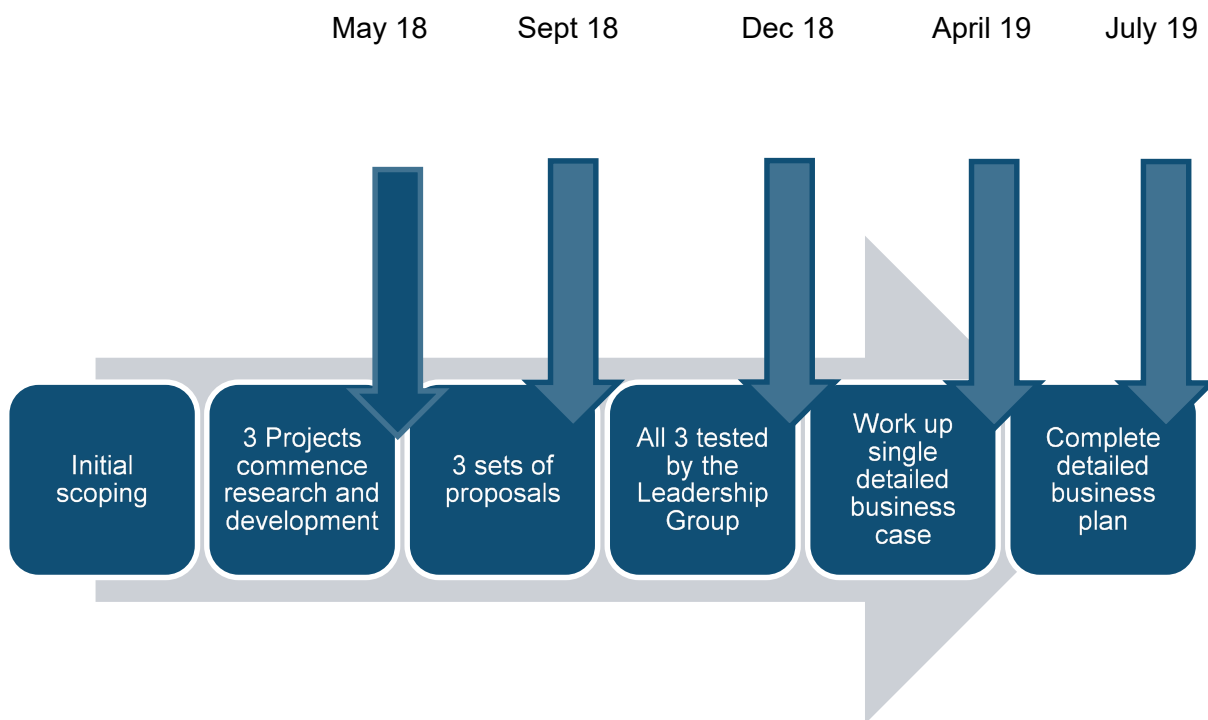 May 18 Sept 18 Dec 18 April 19 July 19
Initial
scoping
3 Projects
commence
research and
development
3 sets of
proposals
All 3 tested
by the
Leadership
Group
Work up
single
detailed
business
case
Complete
detailed
business
plan